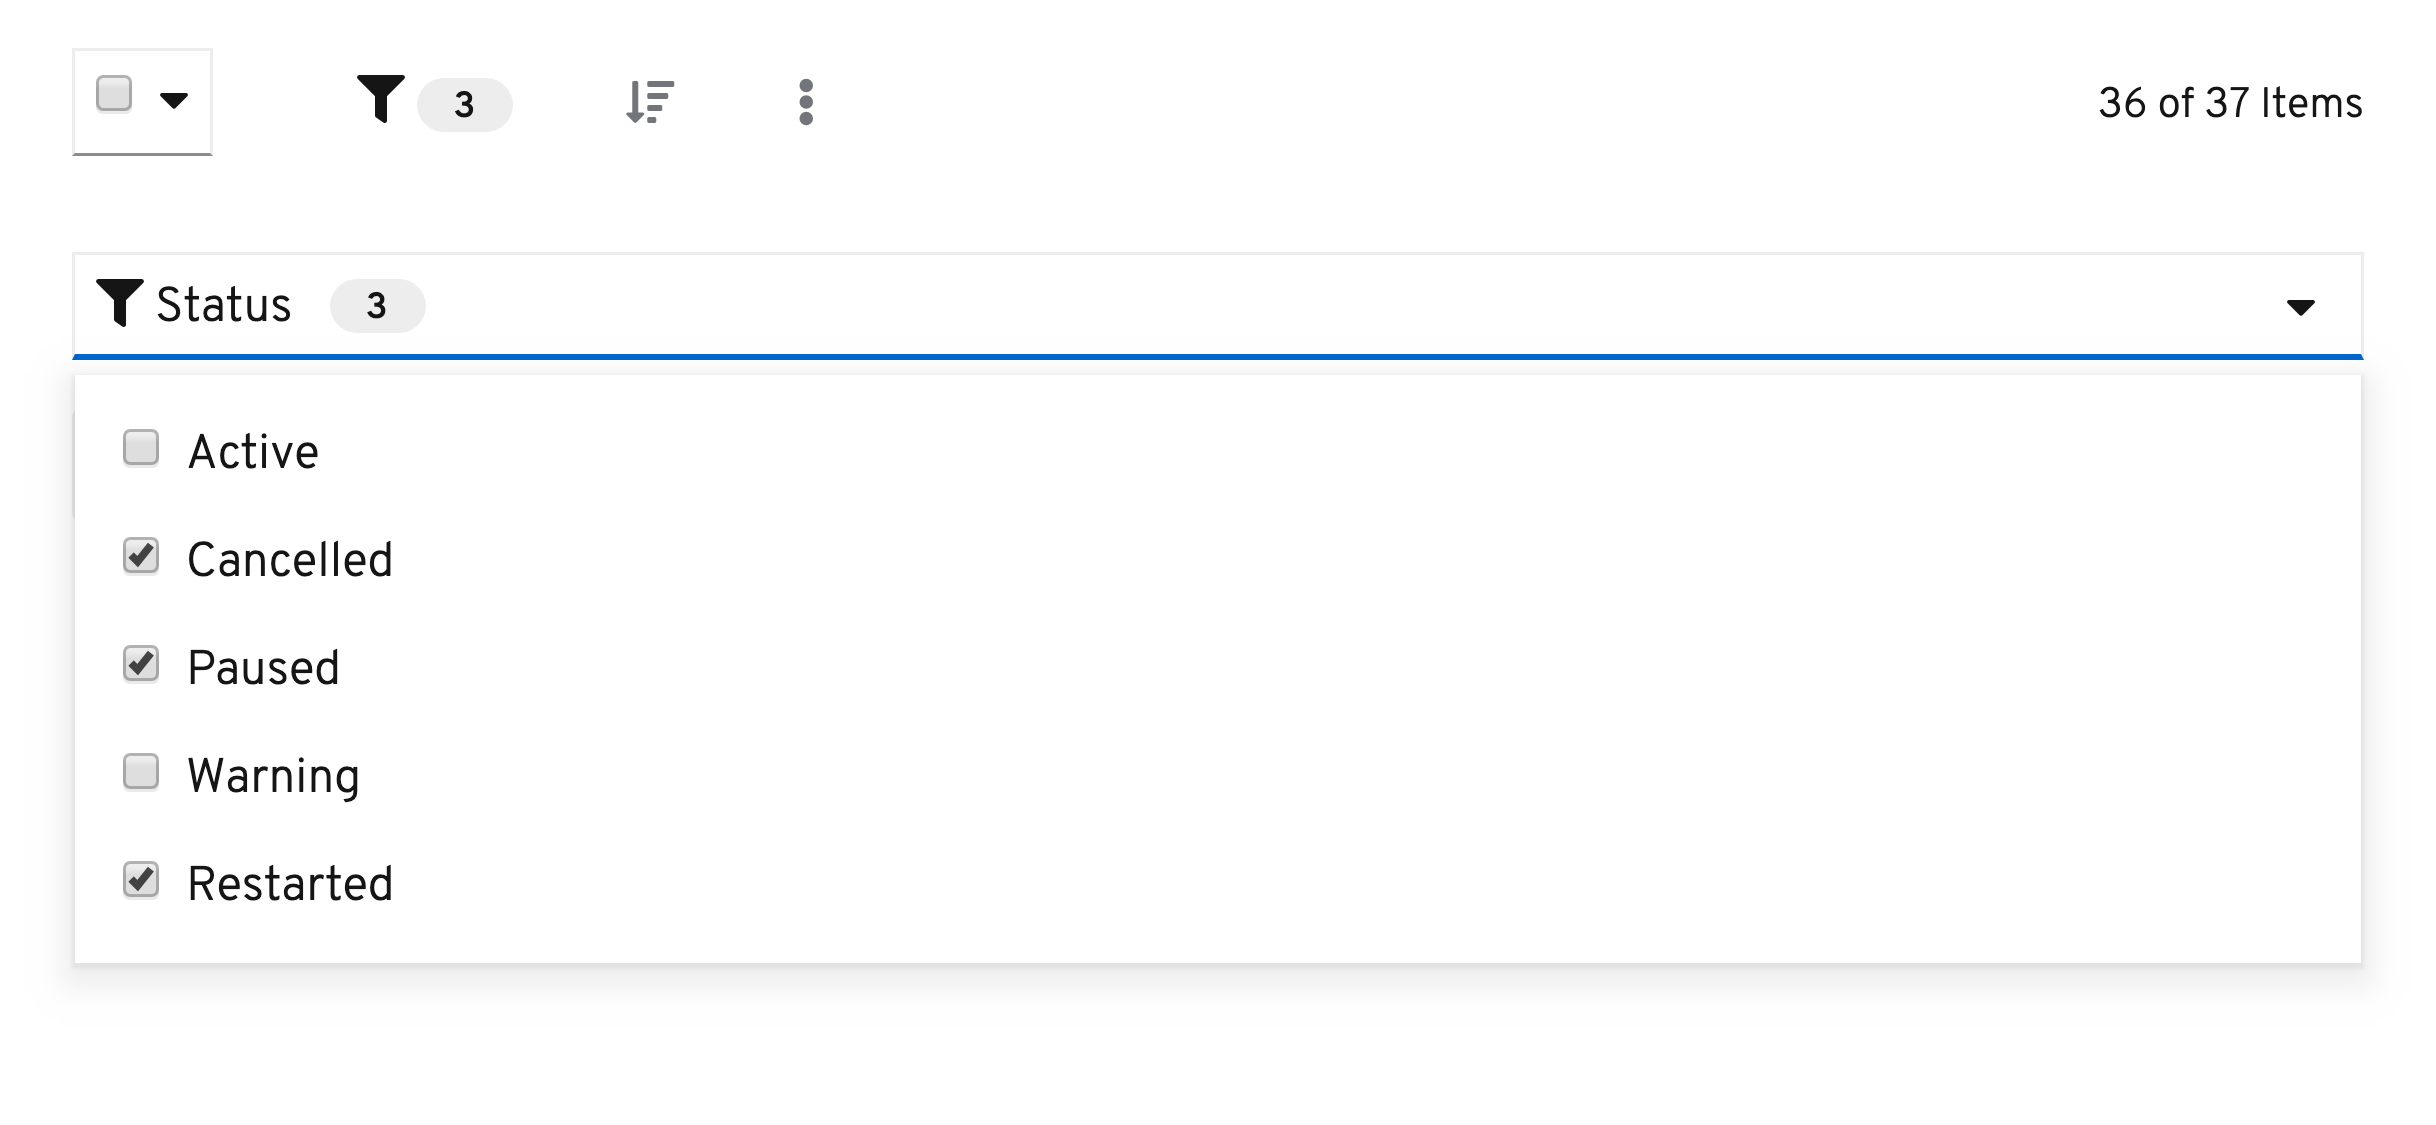 3
36 of 37 Items
Status 3
Active
Cancelled
Paused
Warning
Restarted